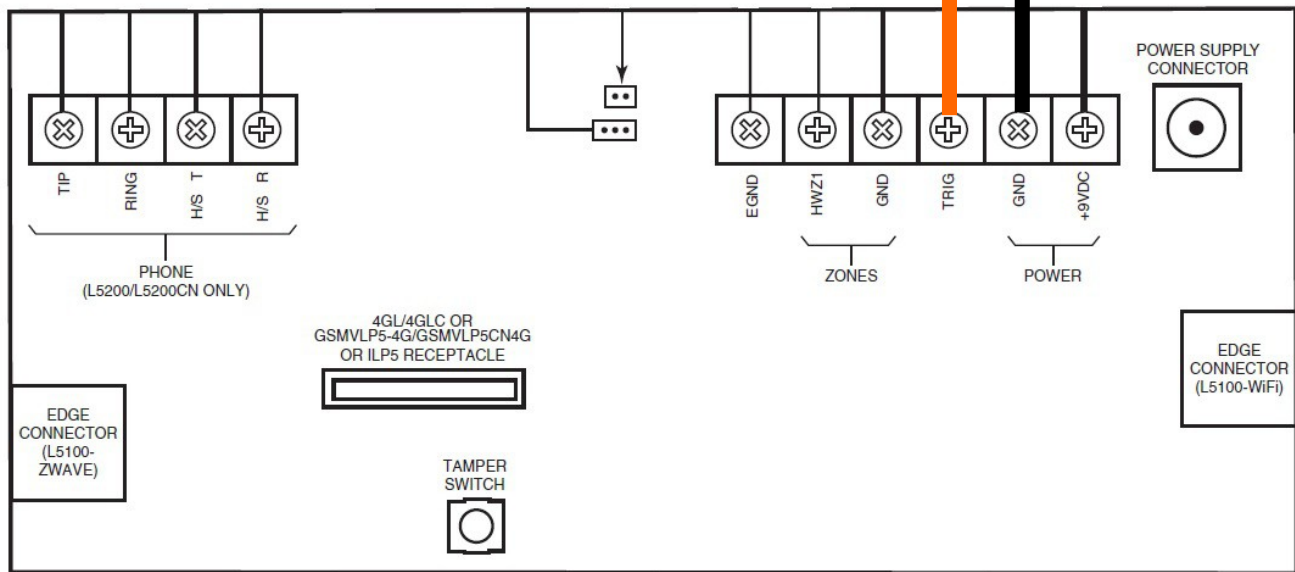 POWER SUPPLY
CONNECTOR
TIP
RING
H/S T
H/S R
EGND
HWZ1
GND
TRIG
GND
+9VDC
PHONE
(L5200/L5200CN ONLY)
ZONES
POWER
4GL/4GLC OR
GSMVLP5-4G/GSMVLP5CN4G
OR ILP5 RECEPTACLE
EDGE
CONNECTOR
(L5100-WiFi)
EDGE
CONNECTOR
(L5100-
ZWAVE)
TAMPER
SWITCH